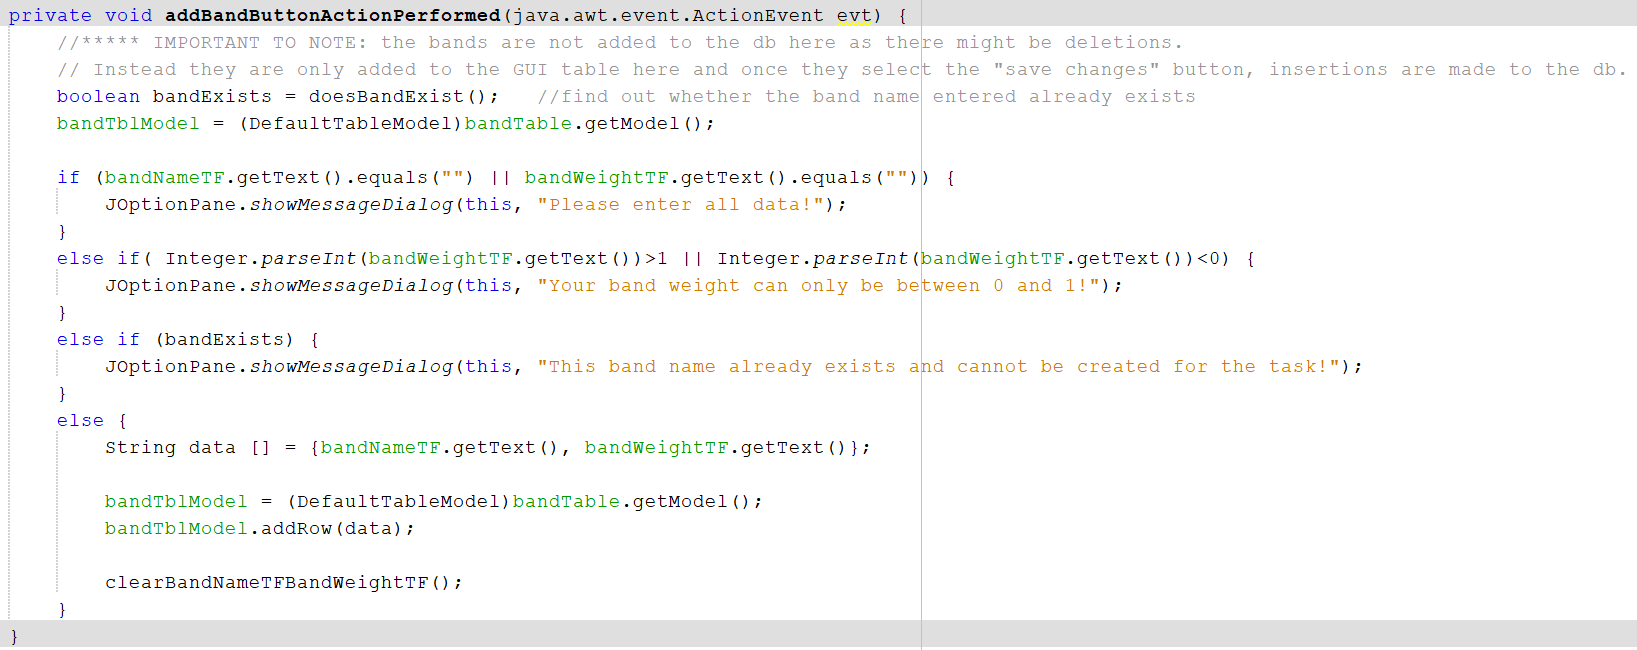 private void addBandButtonActionPerformed(java.awt.event.ActionEvent evt) {
    //***** IMPORTANT TO NOTE: the bands are not added to the db here as there might be deletions.
    // Instead they are only added to the GUI table here and once they select the "save changes" button, insertions are made to the db.
    boolean bandExists = doesBandExist();   //find out whether the band name entered already exists
    bandTblModel = (DefaultTableModel)bandTable.getModel();

    if (bandNameTF.getText().equals("") || bandWeightTF.getText().equals("")) {
        JOptionPane.showMessageDialog(this, "Please enter all data!");
    }
    else if( Integer.parseInt(bandWeightTF.getText())>1 || Integer.parseInt(bandWeightTF.getText())<0) {
        JOptionPane.showMessageDialog(this, "Your band weight can only be between 0 and 1!");
    }
    else if (bandExists) {
        JOptionPane.showMessageDialog(this, "This band name already exists and cannot be created for the task!");
    }
    else {
        String data [] = {bandNameTF.getText(), bandWeightTF.getText()};

        bandTblModel = (DefaultTableModel)bandTable.getModel();
        bandTblModel.addRow(data);

        clearBandNameTFBandWeightTF();
    }
}